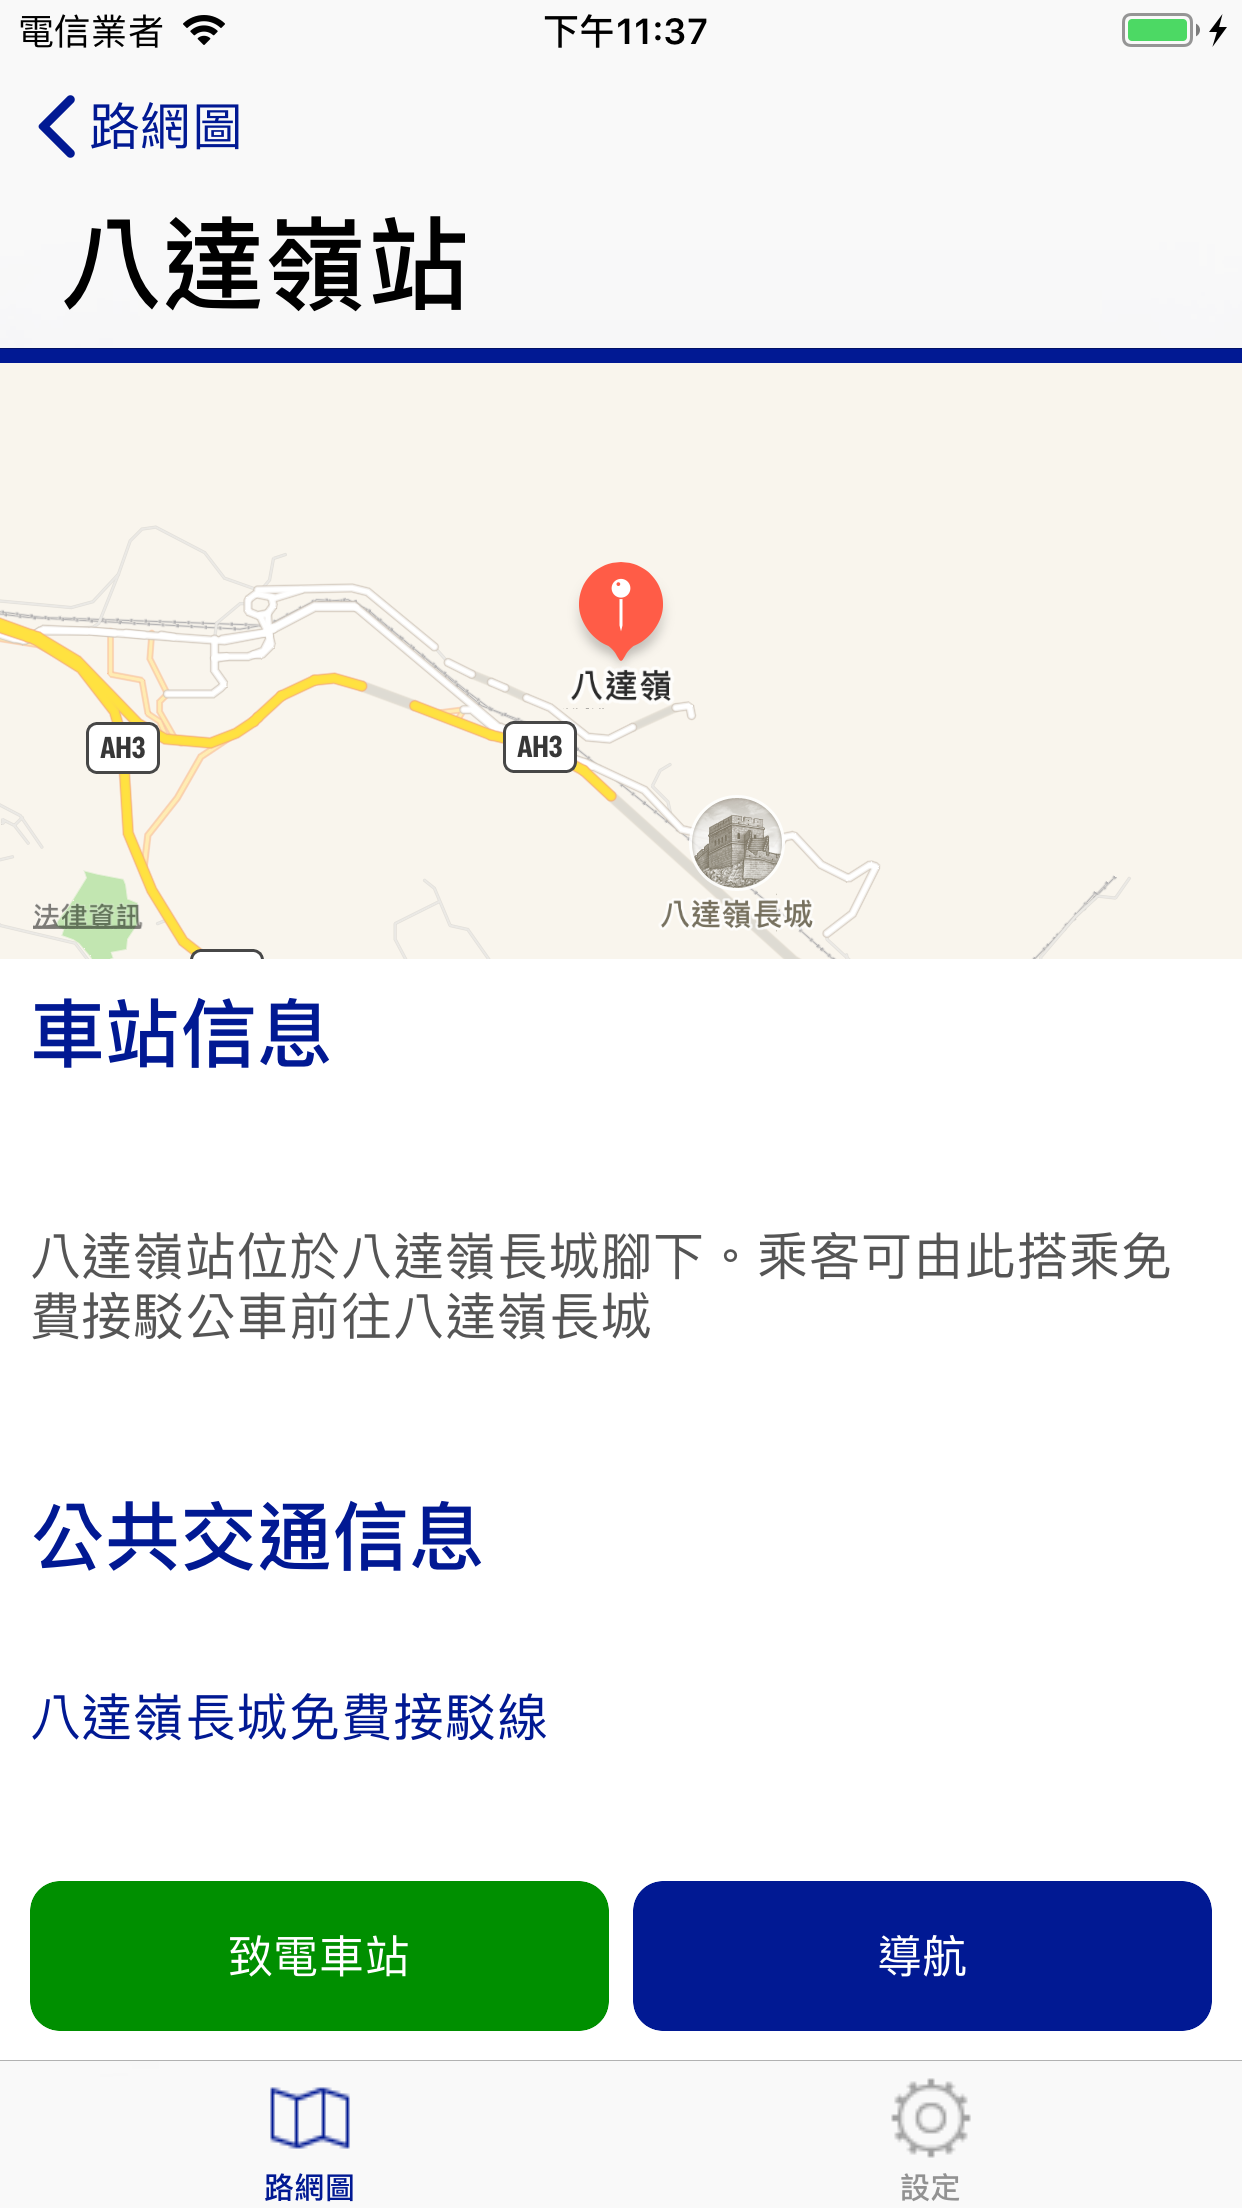 電信業者
下午11:37
路網圖
八達嶺站
八達嶺
AH3
AH3
八達嶺長城
法律資訊
車站信息
八達嶺站位於八達嶺長城腳下。乘客可由此搭乘免
費接駁公車前往八達嶺長城
公共交通信息
八達嶺長城免費接駁線
致電車站
導航
路網圖
設定